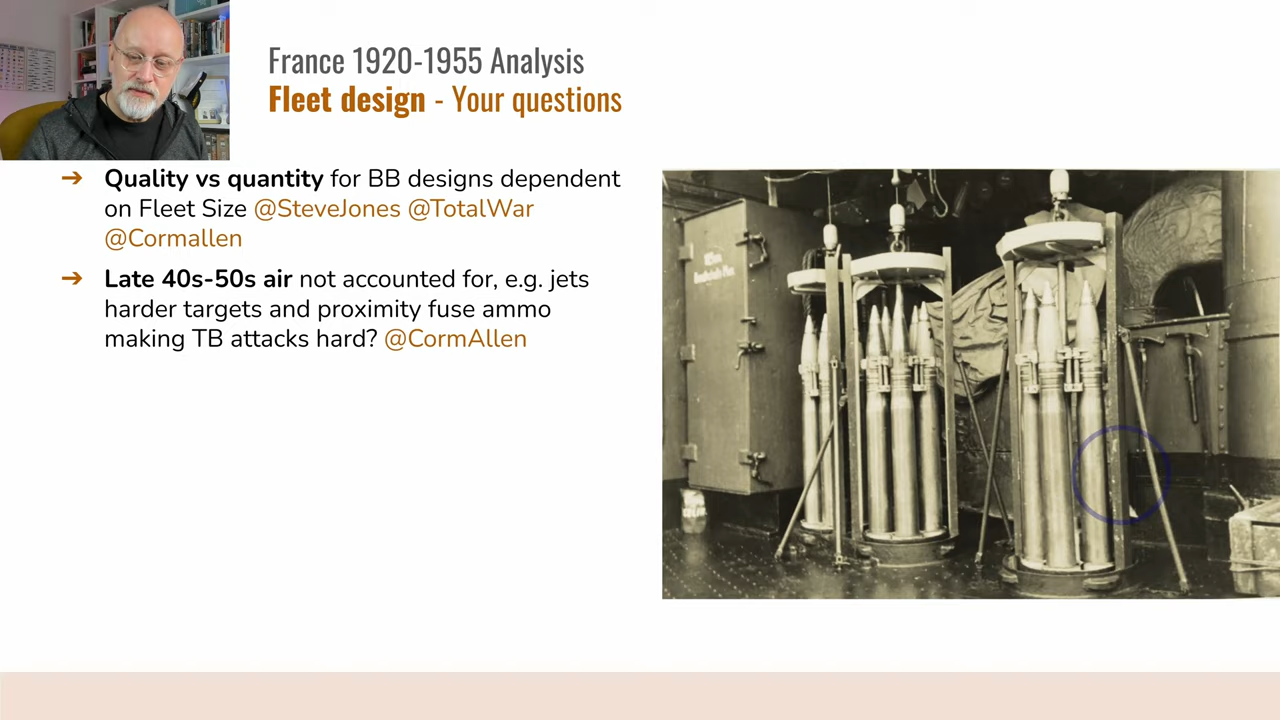 France 1920-1955 Analysis
Fleet design - Your questions
➔ Quality vs quantity for BB designs dependent
on Fleet Size @SteveJones @TotalWar
@Cormallen
➔ Late 40s-50s air not accounted for, e.g. jets
harder targets and proximity fuse ammo
making TB attacks hard? @CormAllen